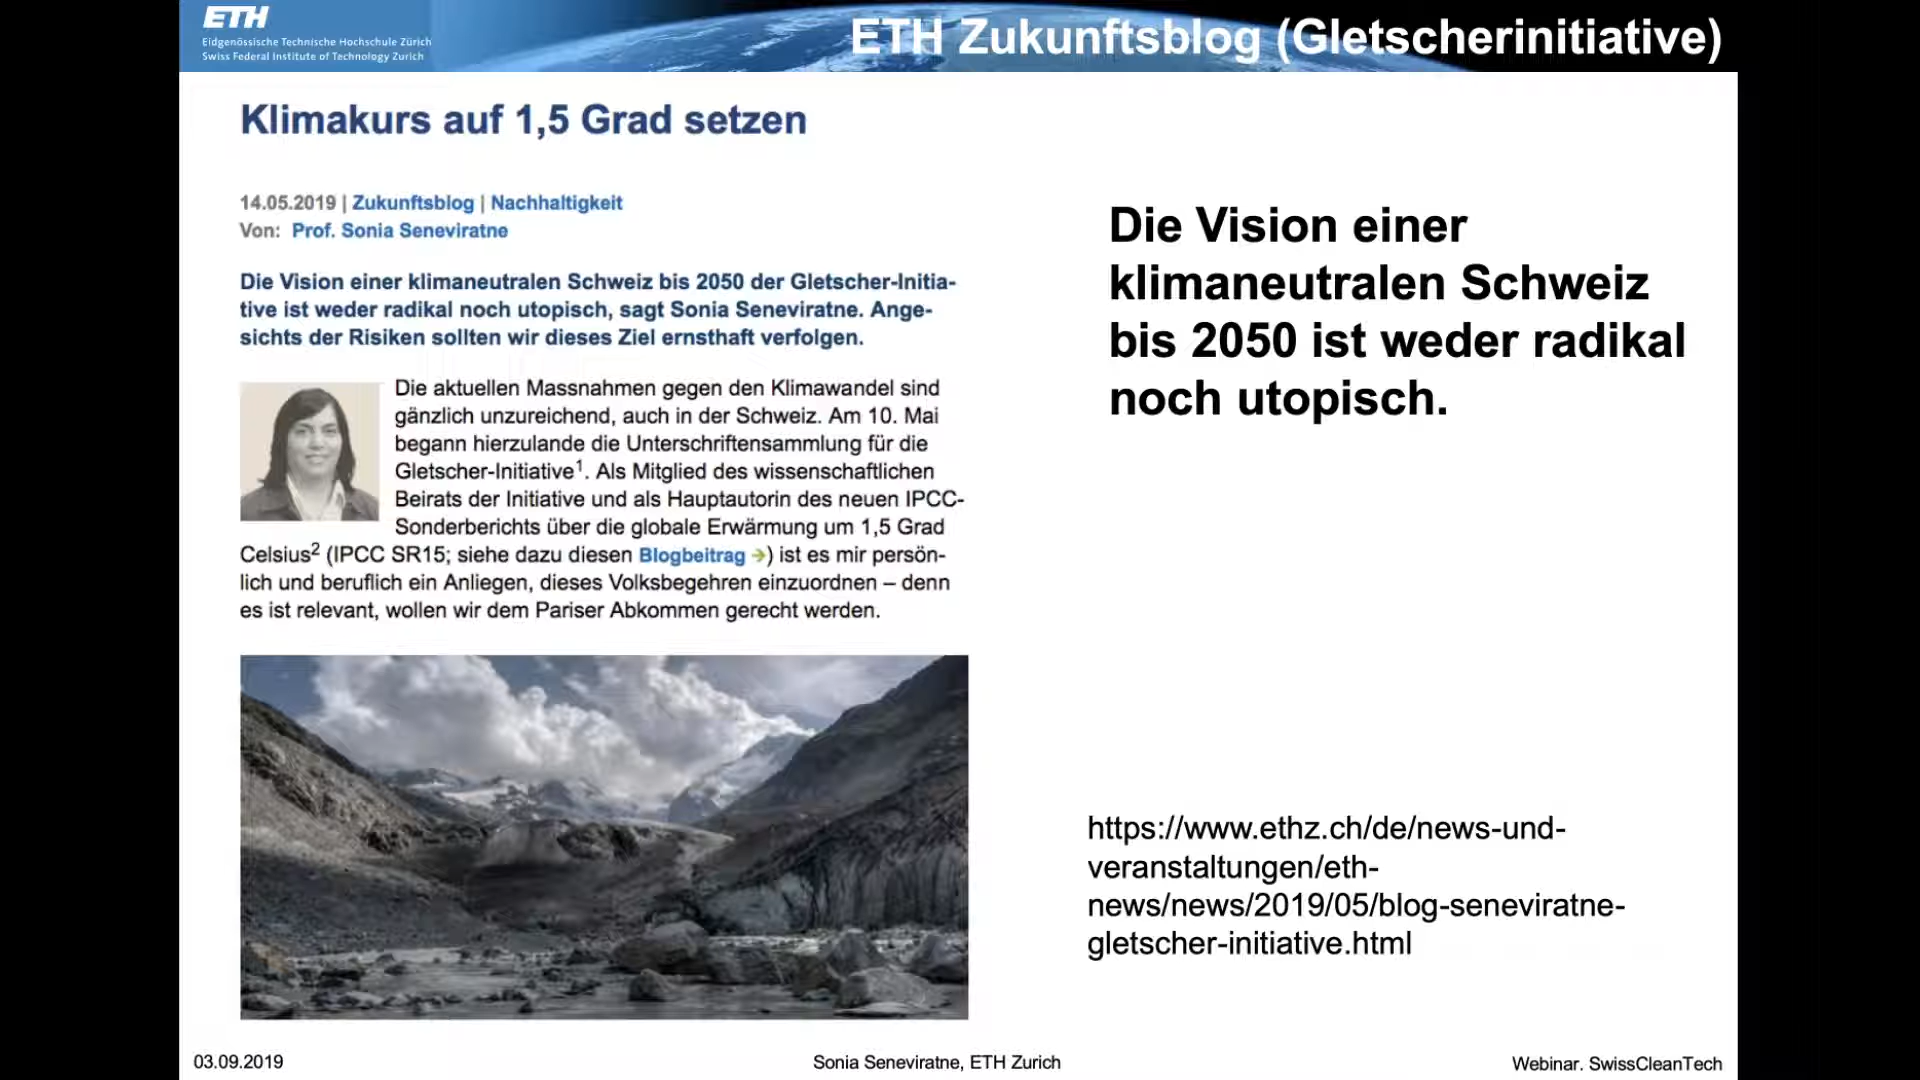 ETH
Eidgenössische Technische Hochschule Zürich
Swiss Federal Institute of Technology Zurich
ETH Zukunftsblog (Gletscherinitiative)
Klimakurs auf 1,5 Grad setzen
14.05.2019 | Zukunftsblog | Nachhaltigkeit
Von: Prof. Sonia Seneviratne
Die Vision einer klimaneutralen Schweiz bis 2050 der Gletscher-Initia-
tive ist weder radikal noch utopisch, sagt Sonia Seneviratne. Ange-
sichts der Risiken sollten wir dieses Ziel ernsthaft verfolgen.
Die aktuellen Massnahmen gegen den Klimawandel sind
gänzlich unzureichend, auch in der Schweiz. Am 10. Mai
begann hierzulande die Unterschriftensammlung für die
Gletscher-Initiative¹. Als Mitglied des wissenschaftlichen
Beirats der Initiative und als Hauptautorin des neuen IPCC-
Sonderberichts über die globale Erwärmung um 1,5 Grad
Celsius² (IPCC SR15; siehe dazu diesen Blogbeitrag →) ist es mir persön-
lich und beruflich ein Anliegen, dieses Volksbegehren einzuordnen – denn
es ist relevant, wollen wir dem Pariser Abkommen gerecht werden.
Die Vision einer
klimaneutralen Schweiz
bis 2050 ist weder radikal
noch utopisch.
https://www.ethz.ch/de/news-und-
veranstaltungen/eth-
news/news/2019/05/blog-seneviratne-
gletscher-initiative.html
03.09.2019
Sonia Seneviratne, ETH Zurich
Webinar. SwissCleanTech